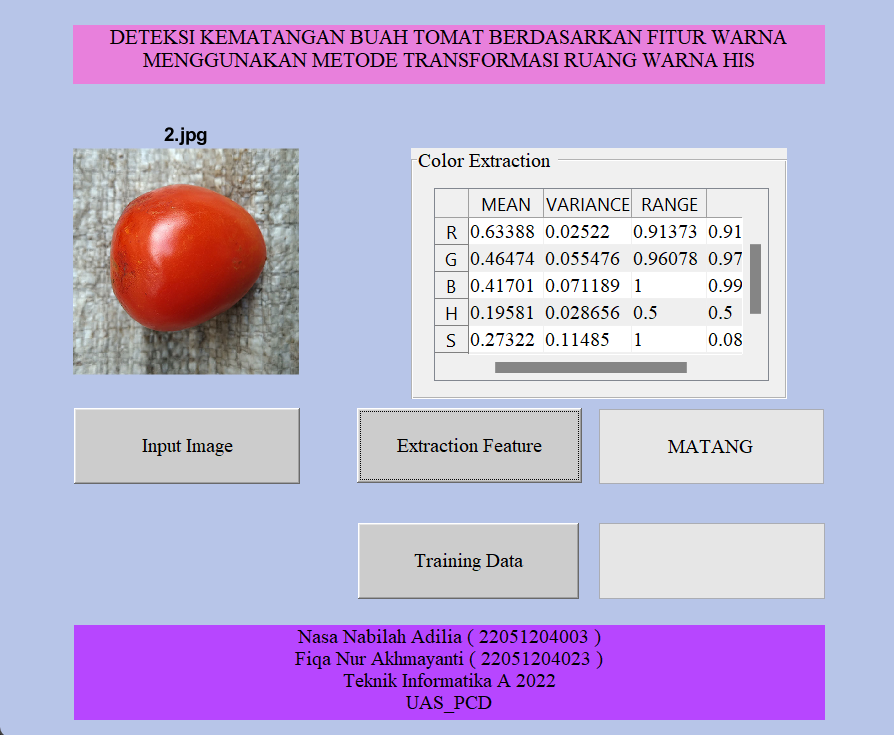 DETEKSI KEMATANGAN BUAH TOMAT BERDASARKAN FITUR WARNA
MENGGUNAKAN METODE TRANSFORMASI RUANG WARNA HIS
2.jpg
Color Extraction
MEAN VARIANCE RANGE
R 0.63388 0.02522 0.91373 0.91
G 0.46474 0.055476 0.96078 0.97
B 0.41701 0.071189 1 0.99
H 0.19581 0.028656 0.5 0.5
S 0.27322 0.11485 1 0.08
Input Image
Extraction Feature
MATANG
Training Data
Nasa Nabilah Adilia ( 22051204003 )
Fiqa Nur Akhmayanti ( 22051204023 )
Teknik Informatika A 2022
UAS_PCD